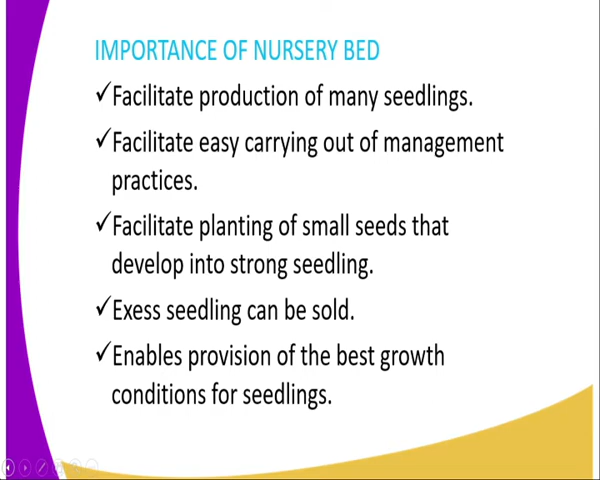 IMPORTANCE OF NURSERY BED
✓Facilitate production of many seedlings.
✓Facilitate easy carrying out of management
practices.
✓Facilitate planting of small seeds that
develop into strong seedling.
✓Exess seedling can be sold.
✓Enables provision of the best growth
conditions for seedlings.